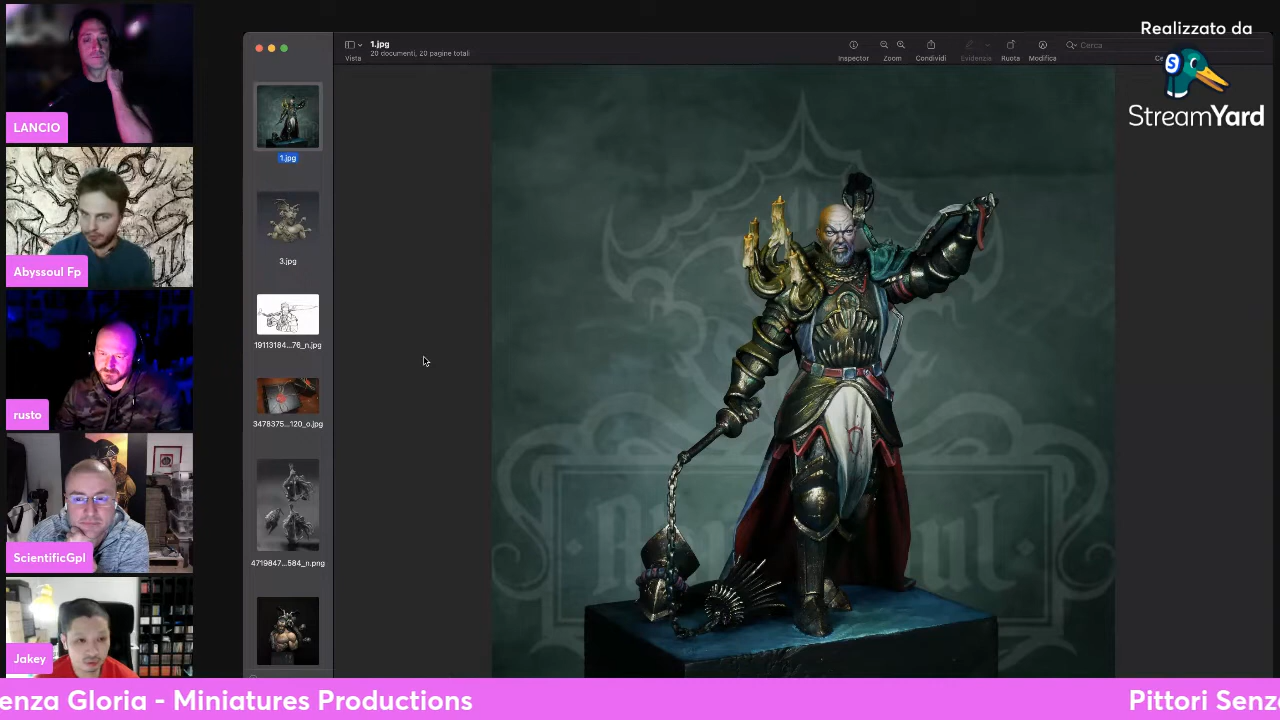 LANCIO
Abyssoul Fp
rusto
ScientificGpl
Jakey
1.jpg
20 documenti, 20 pagine totali
Vista
Inspector
Zoom
Condividi
Evidenzia
Ruota
Modifica
Cerca
Realizzato da
StreamYard
1.jpg
3.jpg
19113184...76_n.jpg
3478375...120_o.jpg
4719847...584_n.png
enza Gloria - Miniatures Productions
Pittori Senz